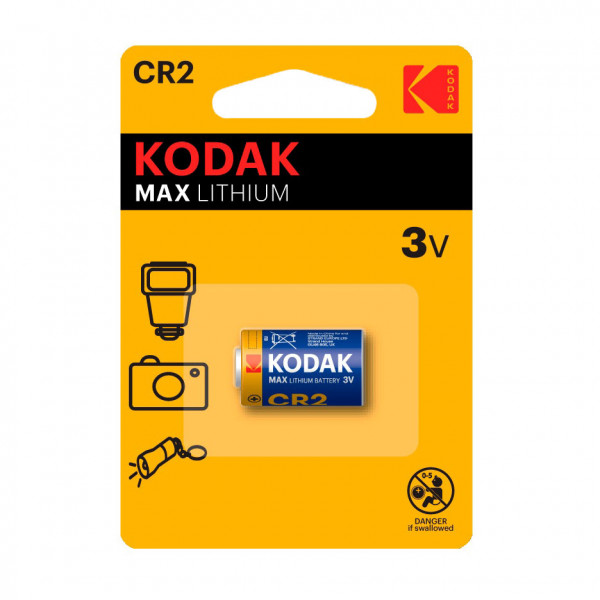 CR2
KODAK
KODAK
MAX LITHIUM
3V
KODAK
MAX LITHIUM BATTERY 3V
CR2
0-5
DANGER
if swallowed